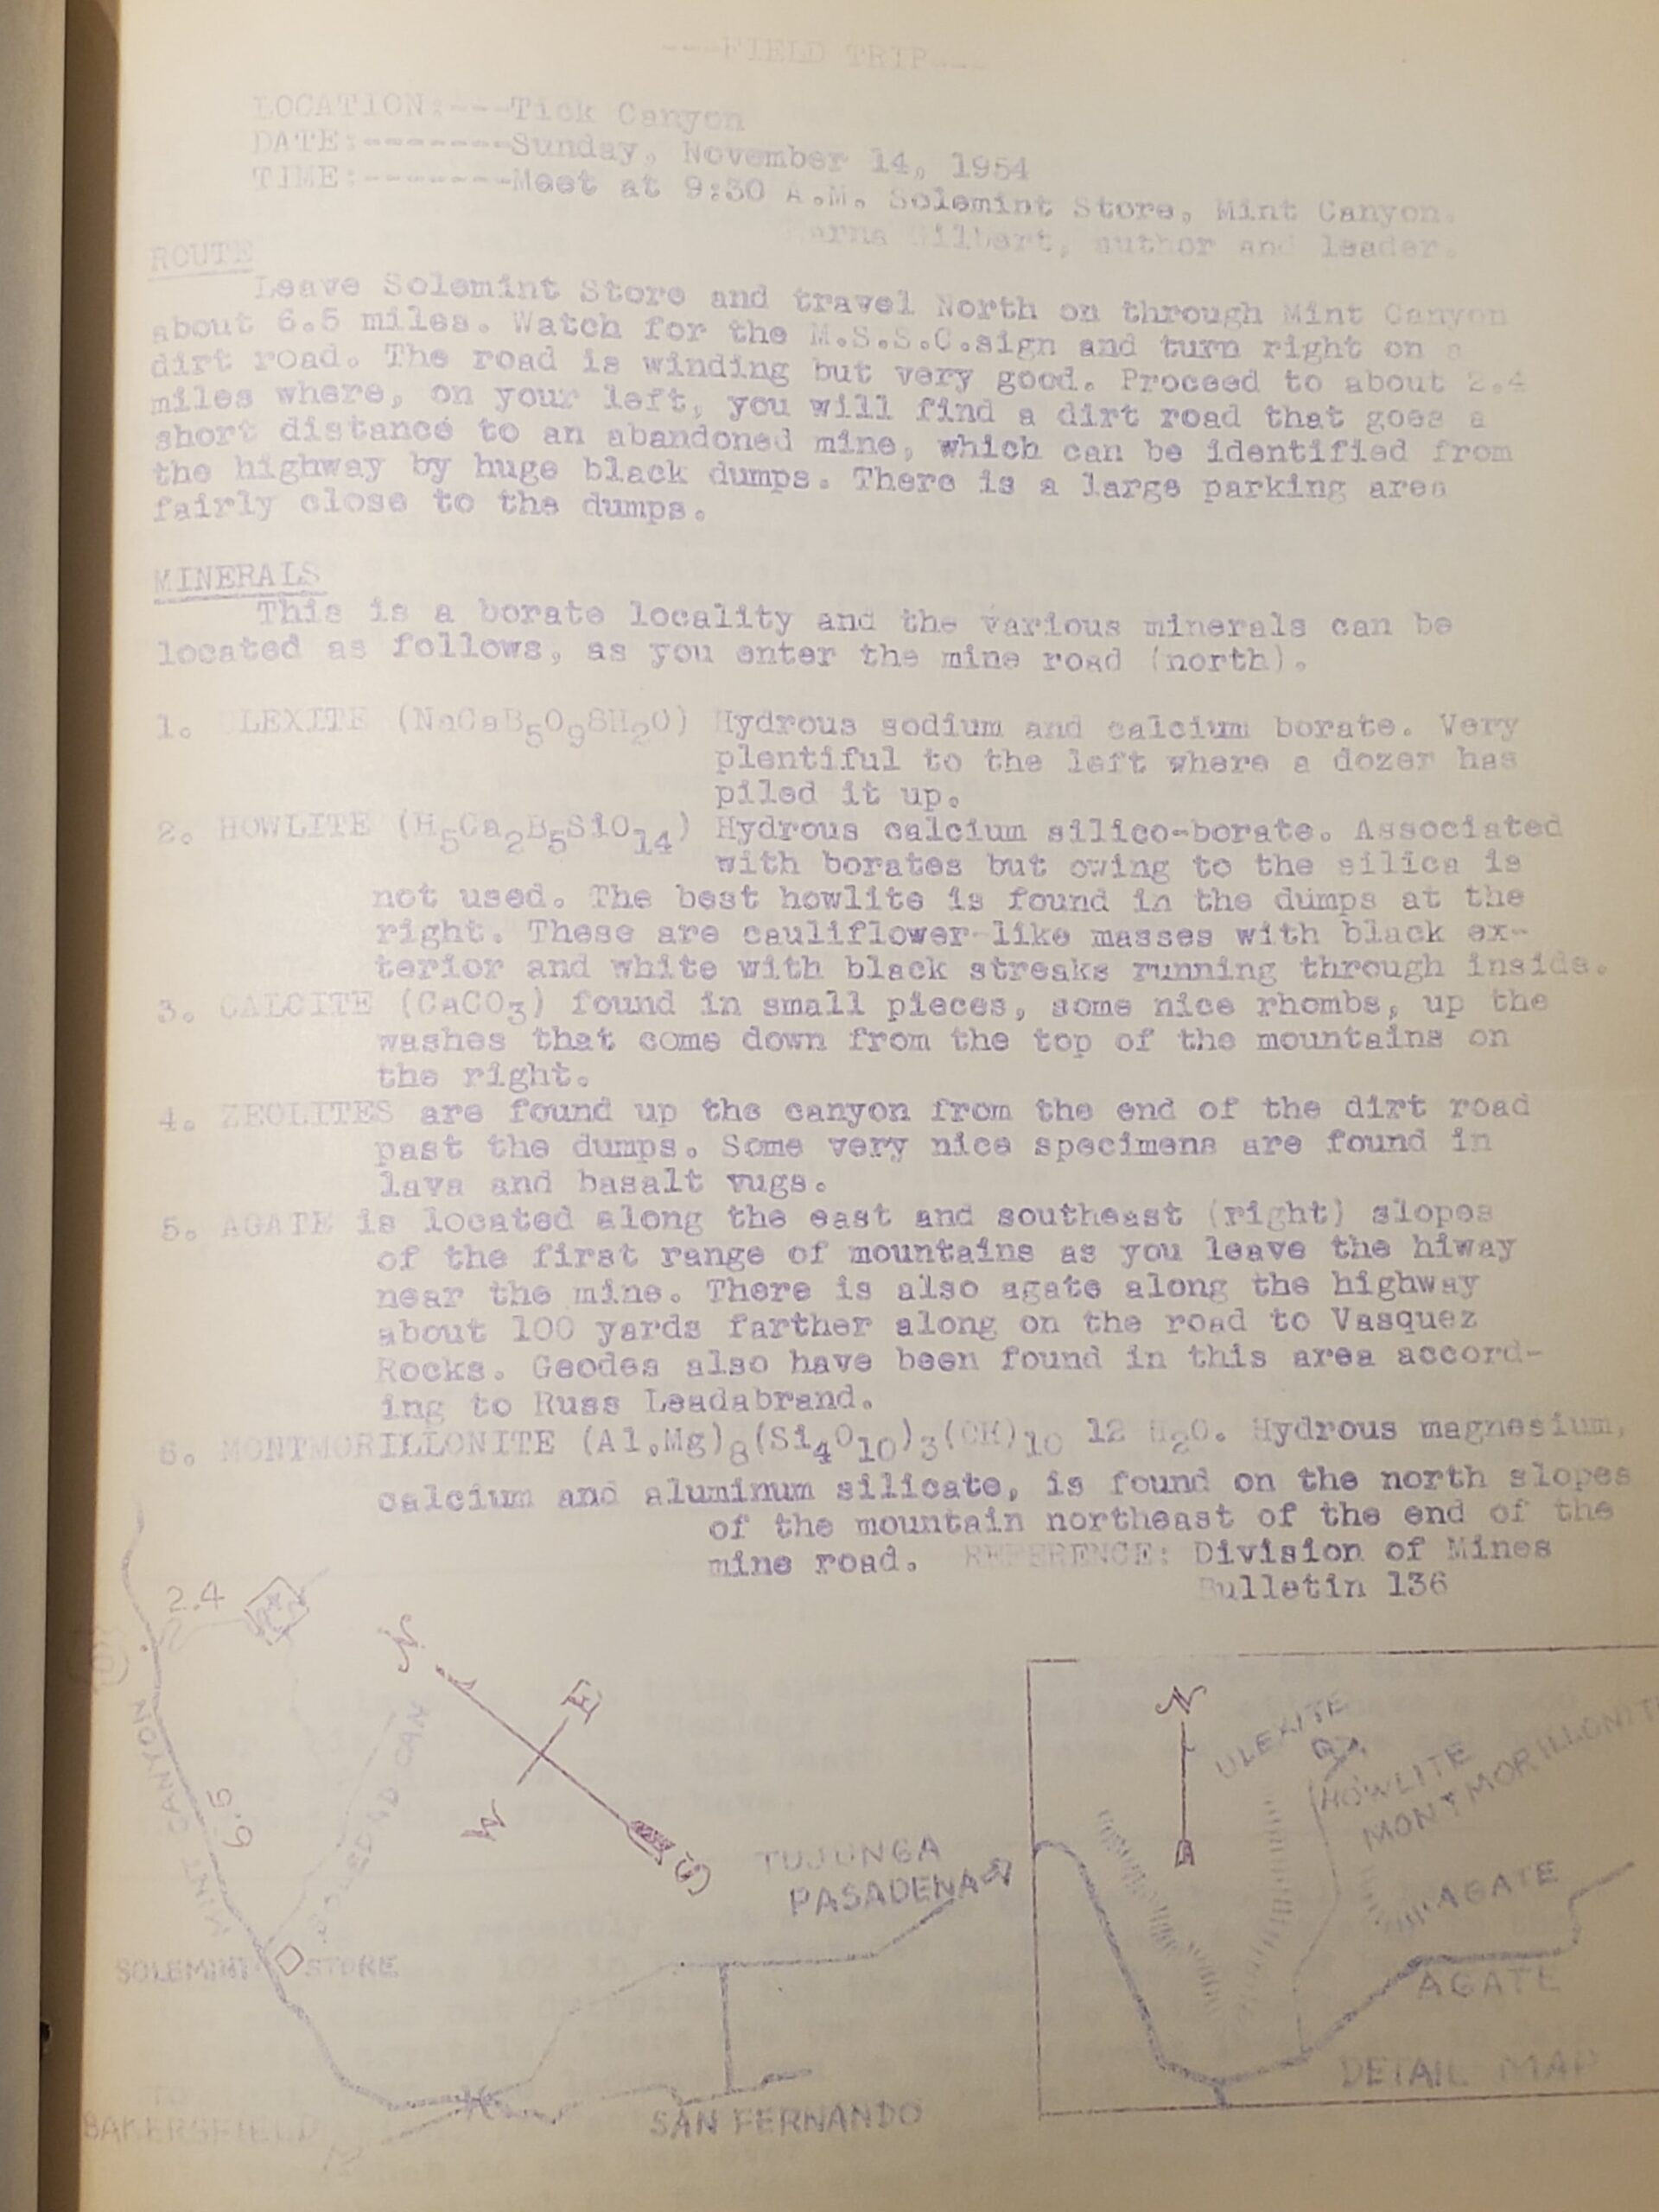 ---FIELD TRIP---
LOCATION:---Tick Canyon
DATE:-------Sunday, November 14, 1954
TIME:-------Meet at 9:30 A.M. Solemint Store, Mint Canyon.
Gilbert, author and leader.
ROUTE
Leave Solemint Store and travel North on through Mint Canyon
about 6.5 miles. Watch for the M.S.S.C.sign and turn right on a
dirt road. The road is winding but very good. Proceed to about 2.4
miles where, on your left, you will find a dirt road that goes a
short distance to an abandoned mine, which can be identified from
the highway by huge black dumps. There is a large parking area
fairly close to the dumps.
MINERALS
This is a borate locality and the various minerals can be
located as follows, as you enter the mine road (north).
1. ULEXITE (NaCaB5O98H2O) Hydrous sodium and calcium borate. Very
plentiful to the left where a dozer has
piled it up.
2. HOWLITE (H5Ca2B5SiO14) Hydrous calcium silico-borate. Associated
with borates but owing to the silica is
not used. The best howlite is found in the dumps at the
right. These are cauliflower-like masses with black ex-
terior and white with black streaks running through inside.
3. CALCITE (CaCO3) found in small pieces, some nice rhombs, up the
washes that come down from the top of the mountains on
the right.
4. ZEOLITES are found up the canyon from the end of the dirt road
past the dumps. Some very nice specimens are found in
lava and basalt vugs.
5. AGATE is located along the east and southeast (right) slopes
of the first range of mountains as you leave the hiway
near the mine. There is also agate along the highway
about 100 yards farther along on the road to Vasquez
Rocks. Geodes also have been found in this area accord-
ing to Russ Leadabrand.
6. MONTMORILLONITE (Al,Mg)8(Si4O10)3(OH)10 12 H2O. Hydrous magnesium,
calcium and aluminum silicate, is found on the north slopes
of the mountain northeast of the end of the
mine road. REFERENCE: Division of Mines
Bulletin 136
2.4
N
E
W
S
MINT CANYON
6.5
SOLEDAD CAN
SOLEMINT STORE
TUJUNGA
PASADENA
BAKERSFIELD
SAN FERNANDO
N
ULEXITE
HOWLITE
MONTMORILLONITE
AGATE
AGATE
DETAIL MAP